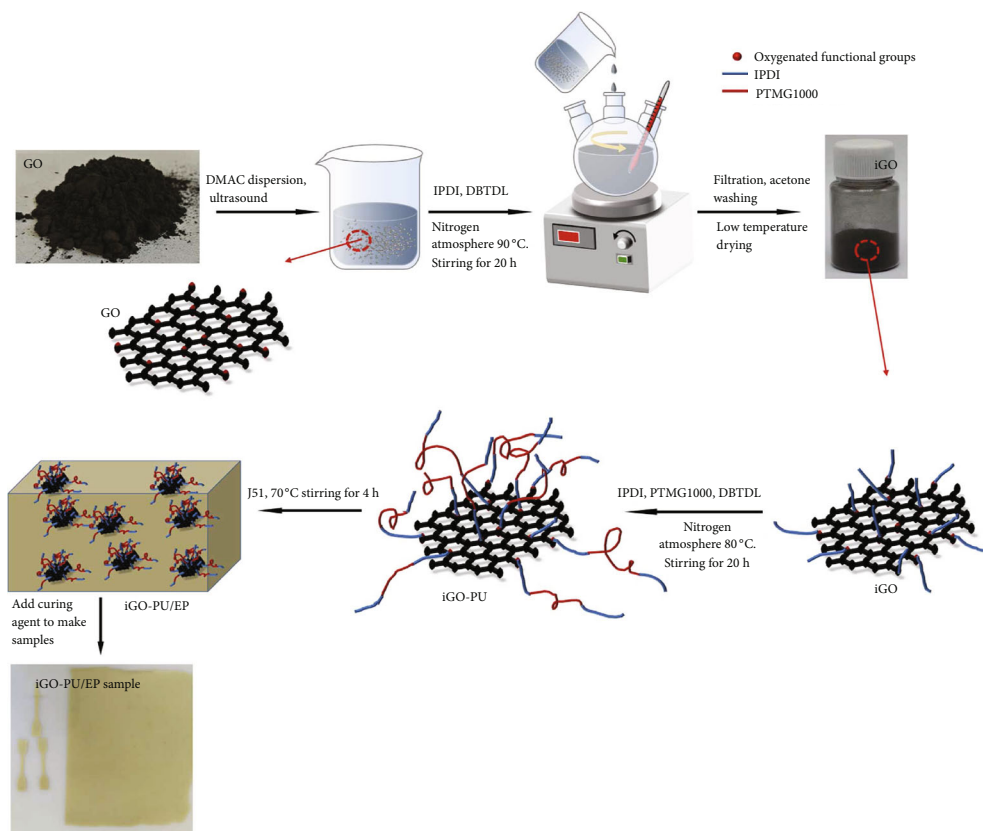 Oxygenated functional groups
IPDI
PTMG1000
GO
DMAC dispersion,
ultrasound
IPDI, DBTDL
Nitrogen
atmosphere 90°C.
Stirring for 20 h
Filtration, acetone
washing
Low temperature
drying
iGO
GO
J51, 70°C stirring for 4 h
IPDI, PTMG1000, DBTDL
Nitrogen
atmosphere 80°C.
Stirring for 20 h
iGO-PU
iGO
iGO-PU/EP
Add curing
agent to make
samples
iGO-PU/EP sample